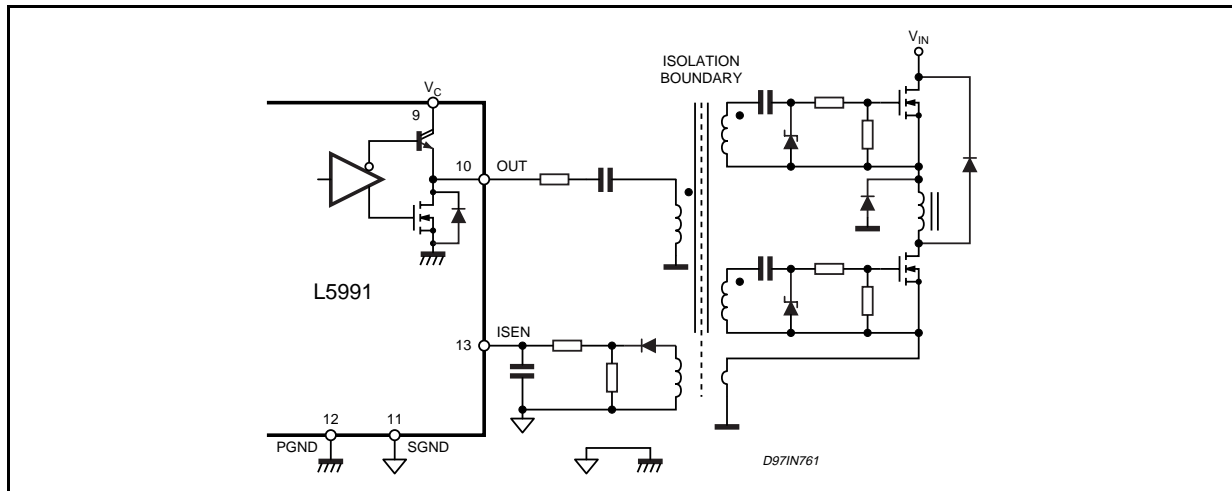 V_IN
ISOLATION
BOUNDARY
V_C
9
10 OUT
L5991
13 ISEN
12 11
PGND SGND
D97IN761